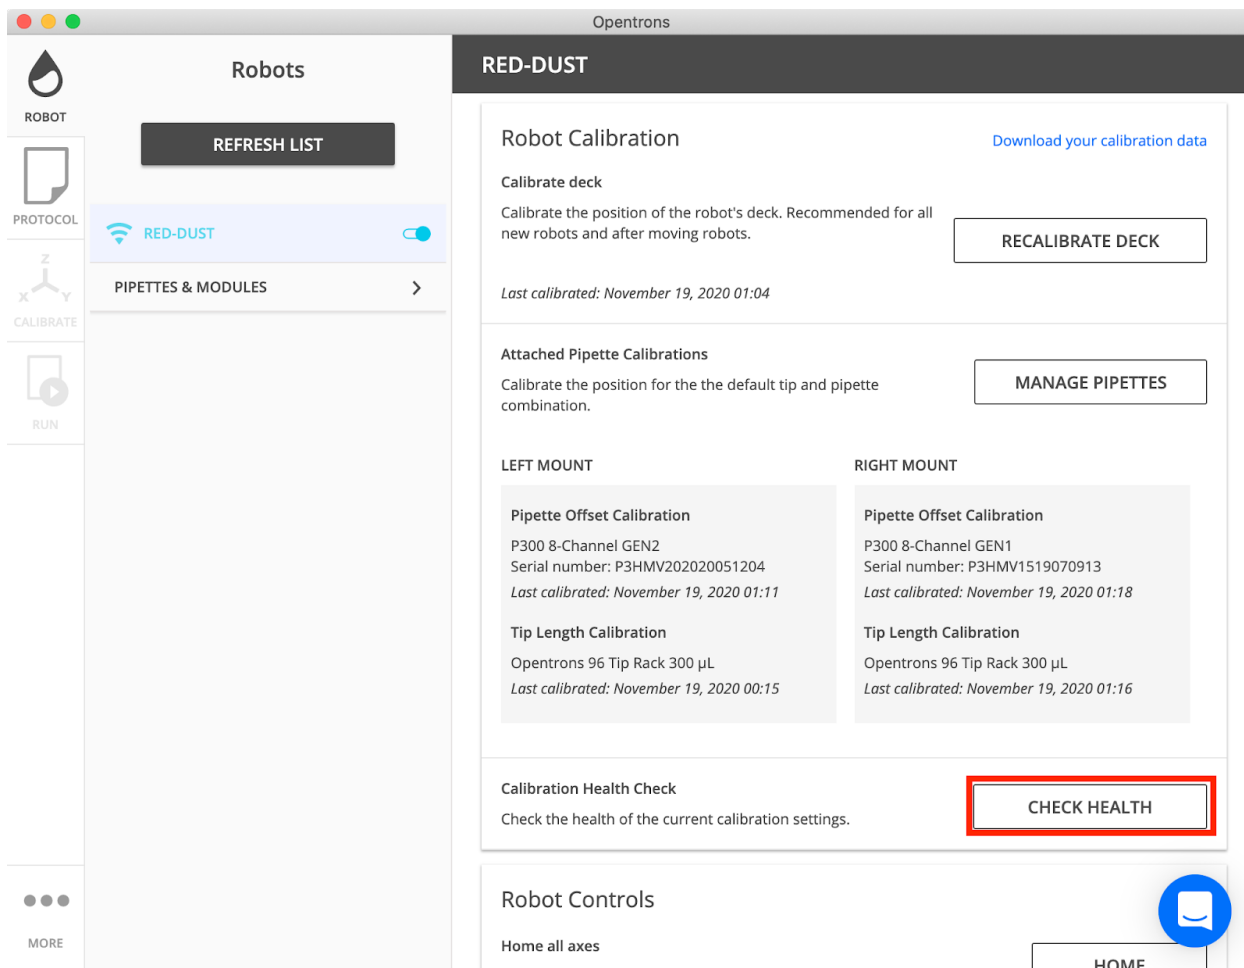 Opentrons
ROBOT
PROTOCOL
Z
X
Y
CALIBRATE
RUN
MORE
Robots
REFRESH LIST
RED-DUST
PIPETTES & MODULES
RED-DUST
Robot Calibration
Download your calibration data
Calibrate deck
Calibrate the position of the robot's deck. Recommended for all
new robots and after moving robots.
RECALIBRATE DECK
Last calibrated: November 19, 2020 01:04
Attached Pipette Calibrations
Calibrate the position for the the default tip and pipette
combination.
MANAGE PIPETTES
LEFT MOUNT
Pipette Offset Calibration
P300 8-Channel GEN2
Serial number: P3HMV202020051204
Last calibrated: November 19, 2020 01:11
Tip Length Calibration
Opentrons 96 Tip Rack 300 µL
Last calibrated: November 19, 2020 00:15
RIGHT MOUNT
Pipette Offset Calibration
P300 8-Channel GEN1
Serial number: P3HMV1519070913
Last calibrated: November 19, 2020 01:18
Tip Length Calibration
Opentrons 96 Tip Rack 300 µL
Last calibrated: November 19, 2020 01:16
Calibration Health Check
Check the health of the current calibration settings.
CHECK HEALTH
Robot Controls
Home all axes
HOME